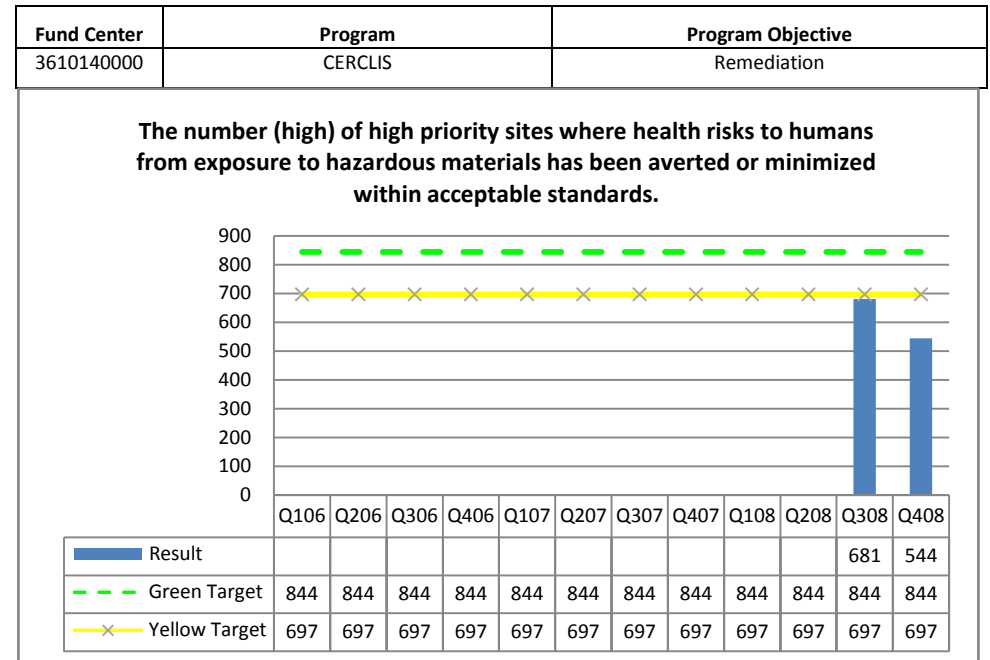 Fund Center Program Program Objective
3610140000 CERCLIS Remediation
The number (high) of high priority sites where health risks to humans
from exposure to hazardous materials has been averted or minimized
within acceptable standards.
900
800
700
600
500
400
300
200
100
0
Q106 Q206 Q306 Q406 Q107 Q207 Q307 Q407 Q108 Q208 Q308 Q408
Result 681 544
Green Target 844 844 844 844 844 844 844 844 844 844 844 844
Yellow Target 697 697 697 697 697 697 697 697 697 697 697 697